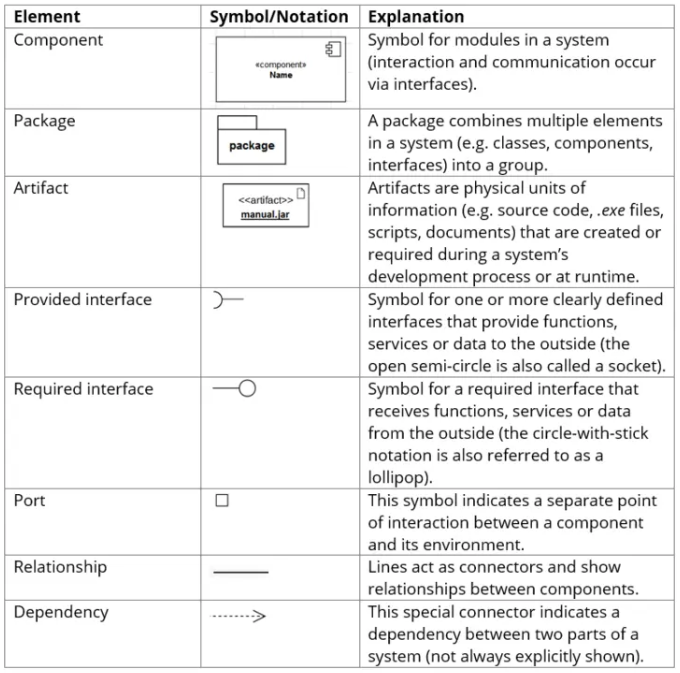 Element Symbol/Notation Explanation
Component
«component»
Name
Symbol for modules in a system
(interaction and communication occur
via interfaces).
Package
package
A package combines multiple elements
in a system (e.g. classes, components,
interfaces) into a group.
Artifact
<<artifact>>
manual.jar
Artifacts are physical units of
information (e.g. source code, .exe files,
scripts, documents) that are created or
required during a system's
development process or at runtime.
Provided interface
Symbol for one or more clearly defined
interfaces that provide functions,
services or data to the outside (the
open semi-circle is also called a socket).
Required interface
Symbol for a required interface that
receives functions, services or data
from the outside (the circle-with-stick
notation is also referred to as a
lollipop).
Port
This symbol indicates a separate point
of interaction between a component
and its environment.
Relationship
Lines act as connectors and show
relationships between components.
Dependency
This special connector indicates a
dependency between two parts of a
system (not always explicitly shown).